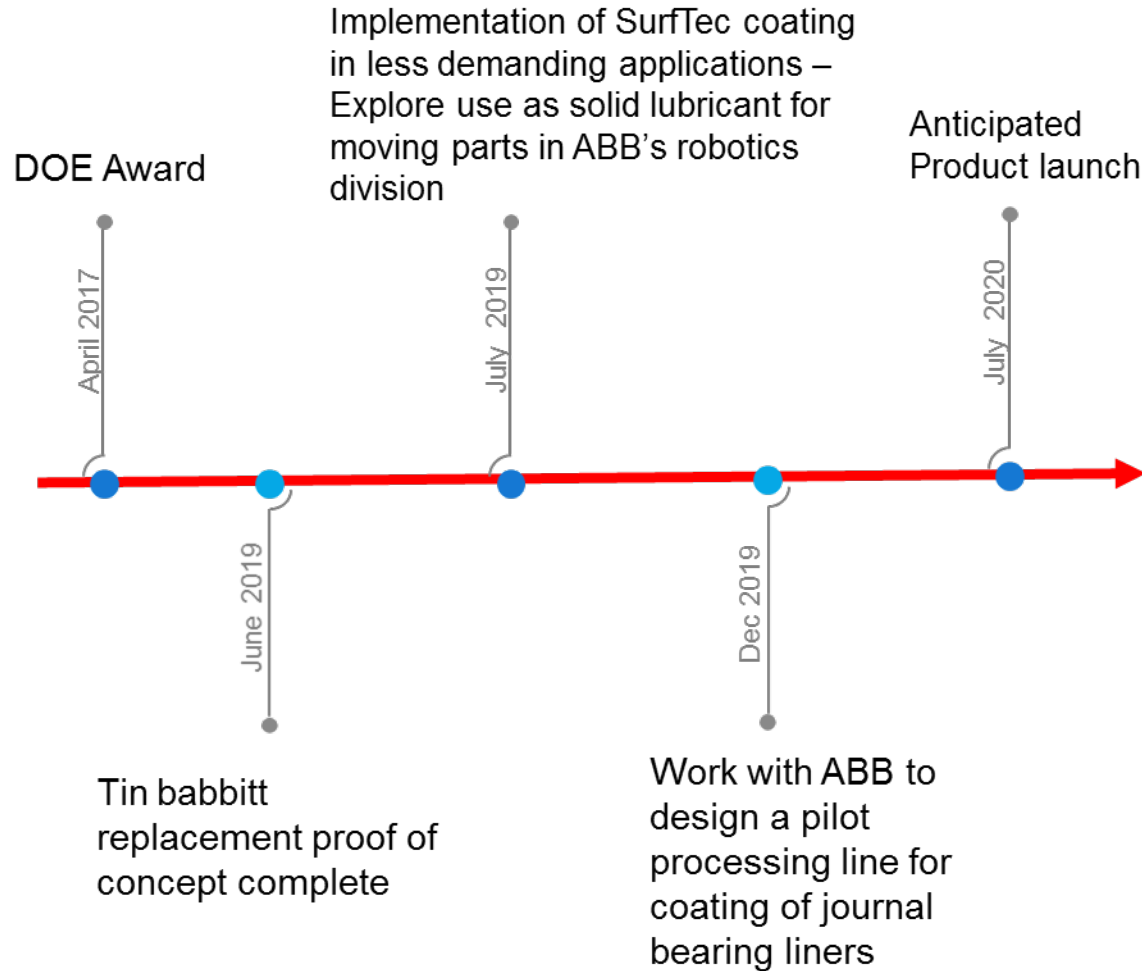 DOE Award
April 2017
Tin babbitt
replacement proof of
concept complete
June 2019
Implementation of SurfTec coating
in less demanding applications –
Explore use as solid lubricant for
moving parts in ABB's robotics
division
July 2019
Work with ABB to
design a pilot
processing line for
coating of journal
bearing liners
Dec 2019
Anticipated
Product launch
July 2020